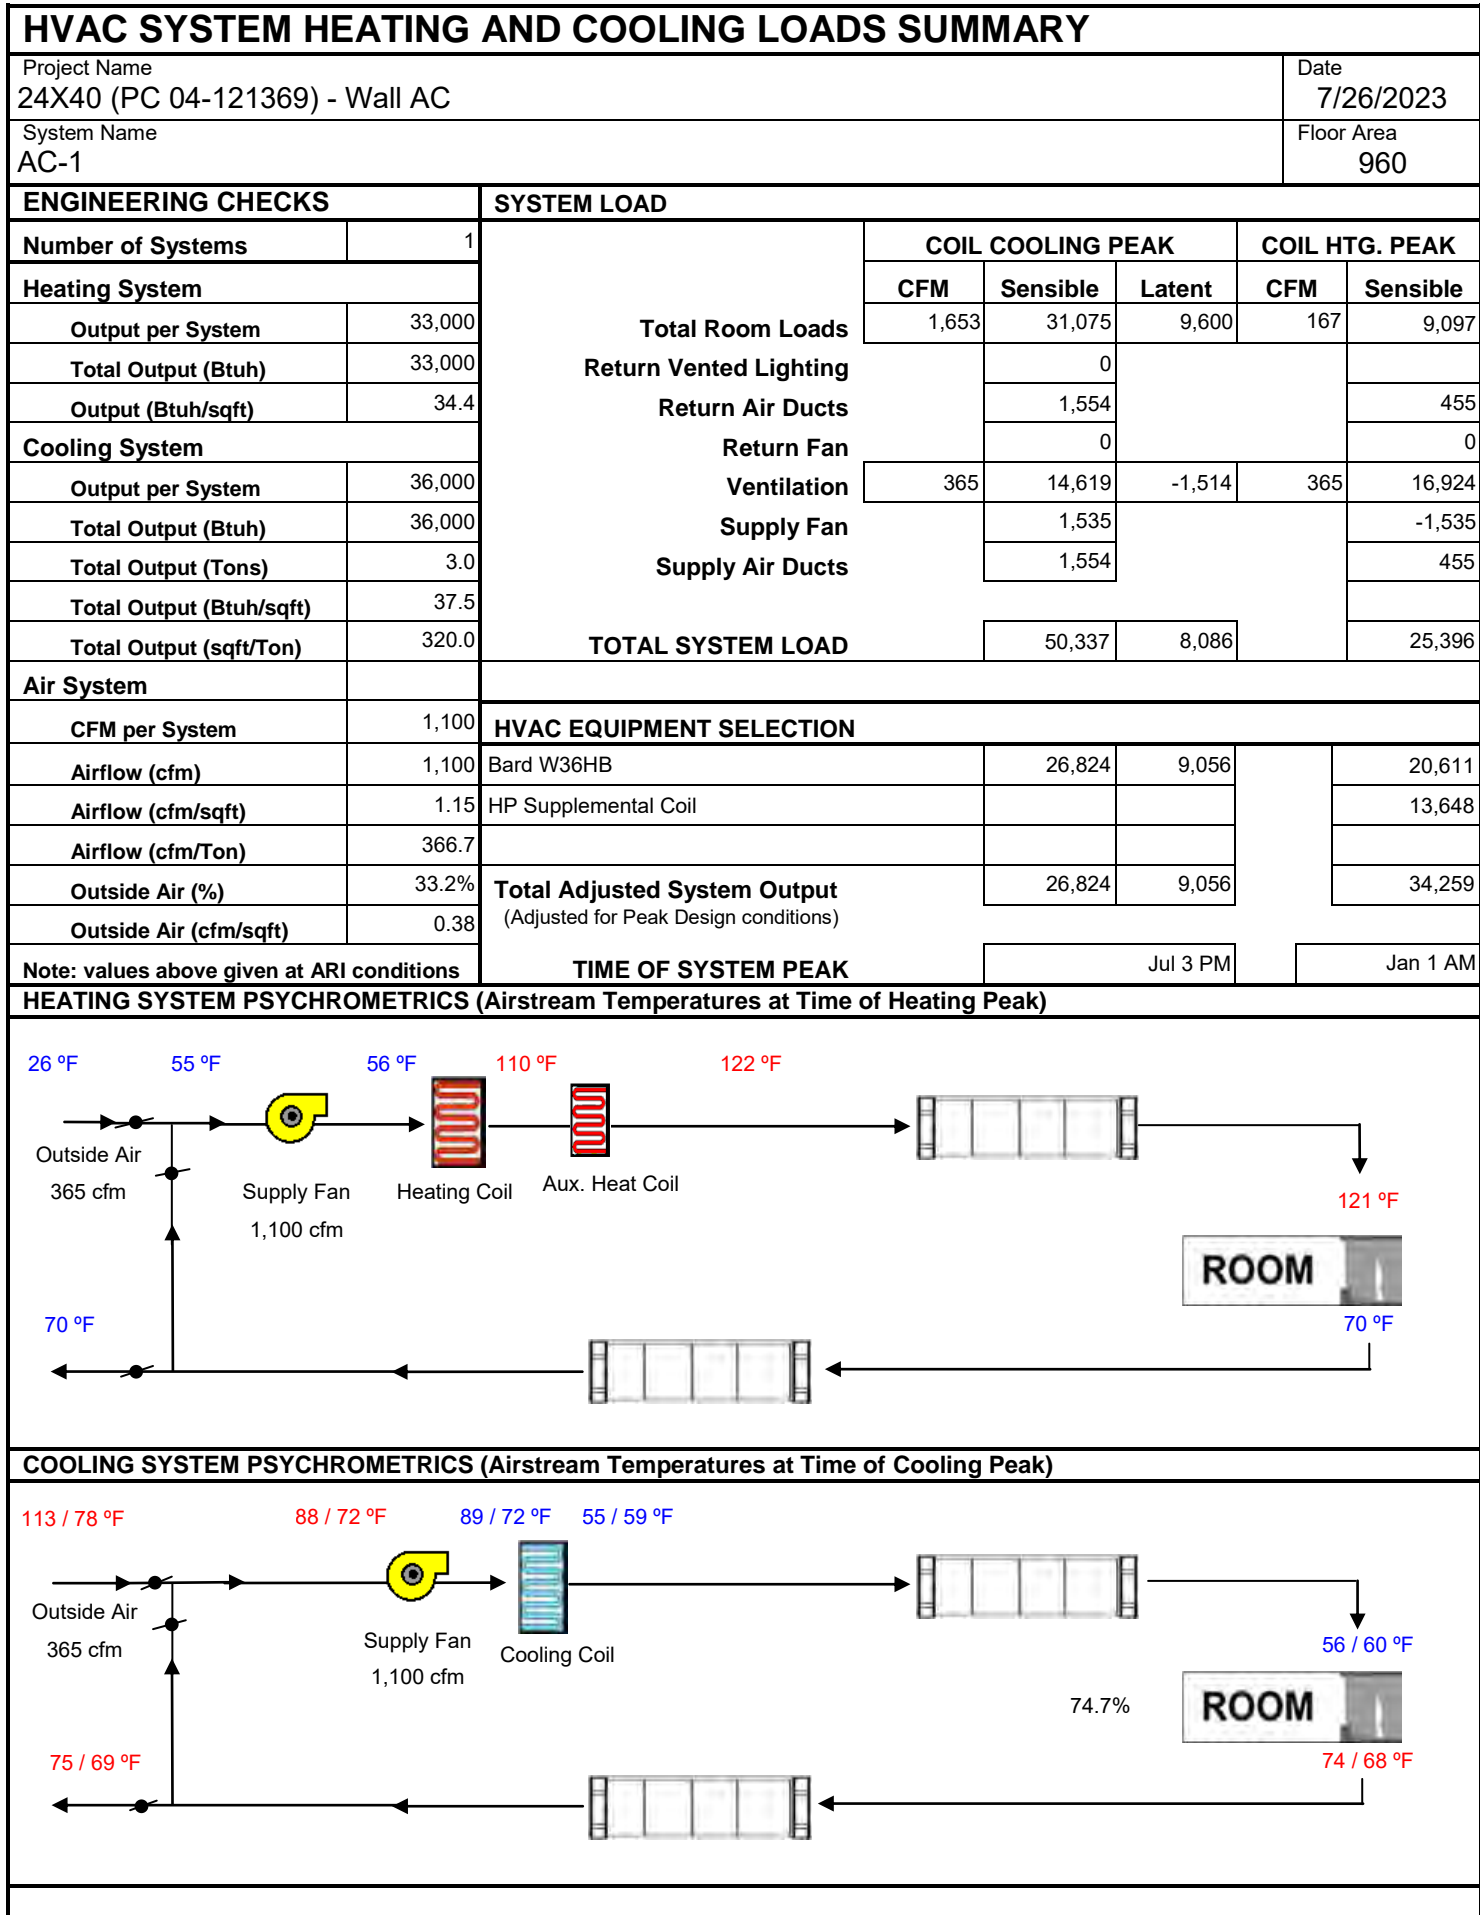 HVAC SYSTEM HEATING AND COOLING LOADS SUMMARY
Project Name
Date
24X40 (PC 04-121369) - Wall AC
7/26/2023
System Name
Floor Area
AC-1
960
ENGINEERING CHECKS
SYSTEM LOAD
Number of Systems 1
COIL COOLING PEAK COIL HTG. PEAK
Heating System
CFM Sensible Latent CFM Sensible
Output per System 33,000
Total Room Loads 1,653 31,075 9,600 167 9,097
Total Output (Btuh) 33,000
Return Vented Lighting 0
Output (Btuh/sqft) 34.4
Return Air Ducts 1,554 455
Cooling System
Return Fan 0 0
Output per System 36,000
Ventilation 365 14,619 -1,514 365 16,924
Total Output (Btuh) 36,000
Supply Fan 1,535 -1,535
Total Output (Tons) 3.0
Supply Air Ducts 1,554 455
Total Output (Btuh/sqft) 37.5
Total Output (sqft/Ton) 320.0
TOTAL SYSTEM LOAD 50,337 8,086 25,396
Air System
CFM per System 1,100
HVAC EQUIPMENT SELECTION
Airflow (cfm) 1,100
Bard W36HB 26,824 9,056 20,611
Airflow (cfm/sqft) 1.15
HP Supplemental Coil 13,648
Airflow (cfm/Ton) 366.7
Outside Air (%) 33.2%
Total Adjusted System Output 26,824 9,056 34,259
(Adjusted for Peak Design conditions)
Outside Air (cfm/sqft) 0.38
Note: values above given at ARI conditions
TIME OF SYSTEM PEAK Jul 3 PM Jan 1 AM
HEATING SYSTEM PSYCHROMETRICS (Airstream Temperatures at Time of Heating Peak)
26 ºF 55 ºF 56 ºF 110 ºF 122 ºF
Outside Air
365 cfm
Supply Fan
1,100 cfm
Heating Coil
Aux. Heat Coil
121 ºF
ROOM
70 ºF
70 ºF
COOLING SYSTEM PSYCHROMETRICS (Airstream Temperatures at Time of Cooling Peak)
113 / 78 ºF 88 / 72 ºF 89 / 72 ºF 55 / 59 ºF
Outside Air
365 cfm
Supply Fan
1,100 cfm
Cooling Coil
56 / 60 ºF
74.7%
ROOM
75 / 69 ºF
74 / 68 ºF